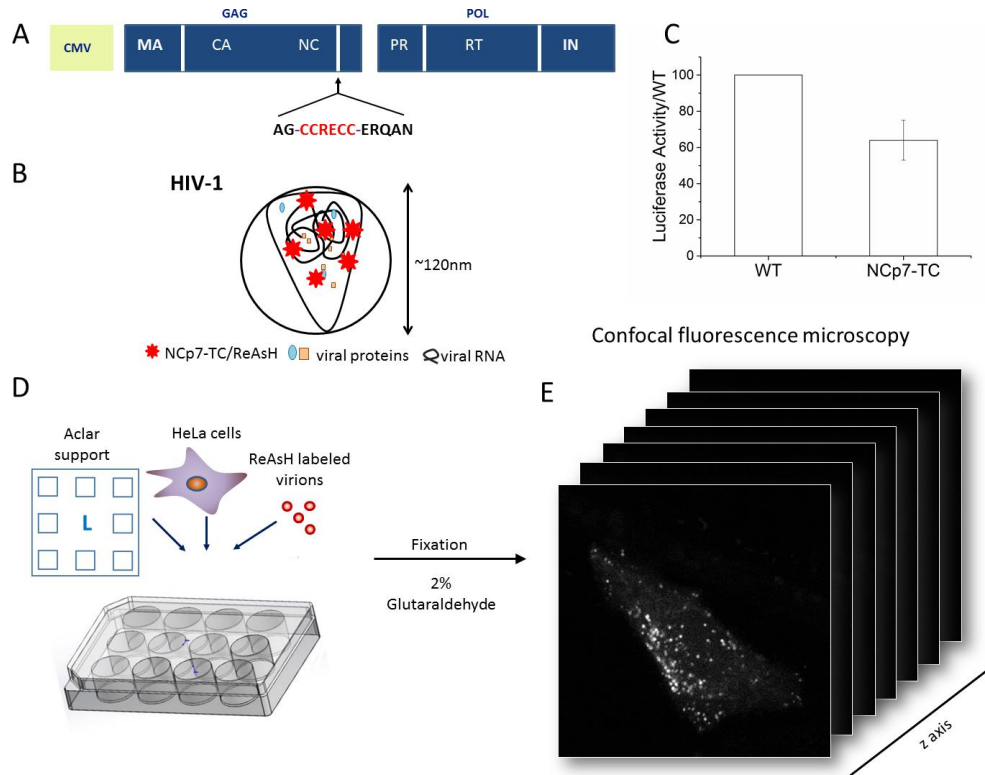 A
GAG
POL
CMV
MA
CA
NC
PR
RT
IN
AG-CCRECC-ERQAN
B
HIV-1
~120nm
NCp7-TC/ReAsH
viral proteins
viral RNA
C
Luciferase Activity/WT
100
80
60
40
20
0
WT
NCp7-TC
Confocal fluorescence microscopy
D
Aclar
support
L
HeLa cells
ReAsH labeled
virions
Fixation
2%
Glutaraldehyde
E
z axis